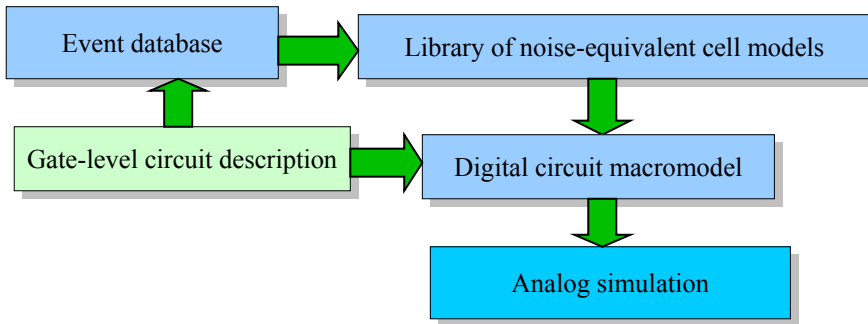 Event database
Library of noise-equivalent cell models
Gate-level circuit description
Digital circuit macromodel
Analog simulation